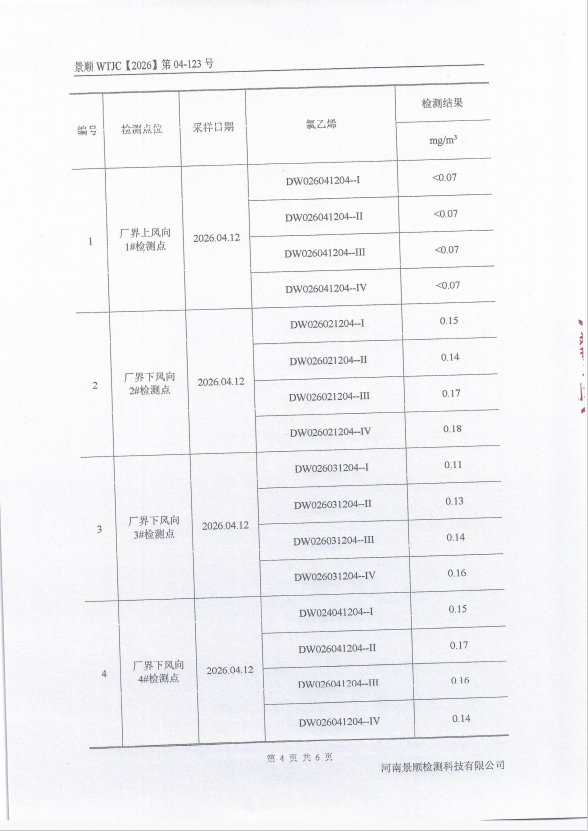 景顺 WTJC【2026】第 04-123 号
编号 检测点位 采样日期 氯乙烯 检测结果
mg/m³
1 厂界上风向 1#检测点 2026.04.12 DW026041204--I <0.07
DW026041204--II <0.07
DW026041204--III <0.07
DW026041204--IV <0.07
2 厂界下风向 2#检测点 2026.04.12 DW026021204--I 0.15
DW026021204--II 0.14
DW026021204--III 0.17
DW026021204--IV 0.18
3 厂界下风向 3#检测点 2026.04.12 DW026031204--I 0.11
DW026031204--II 0.13
DW026031204--III 0.14
DW026031204--IV 0.16
4 厂界下风向 4#检测点 2026.04.12 DW024041204--I 0.15
DW026041204--II 0.17
DW026041204--III 0.16
DW026041204--IV 0.14
第 4 页 共 6 页
河南景顺检测科技有限公司